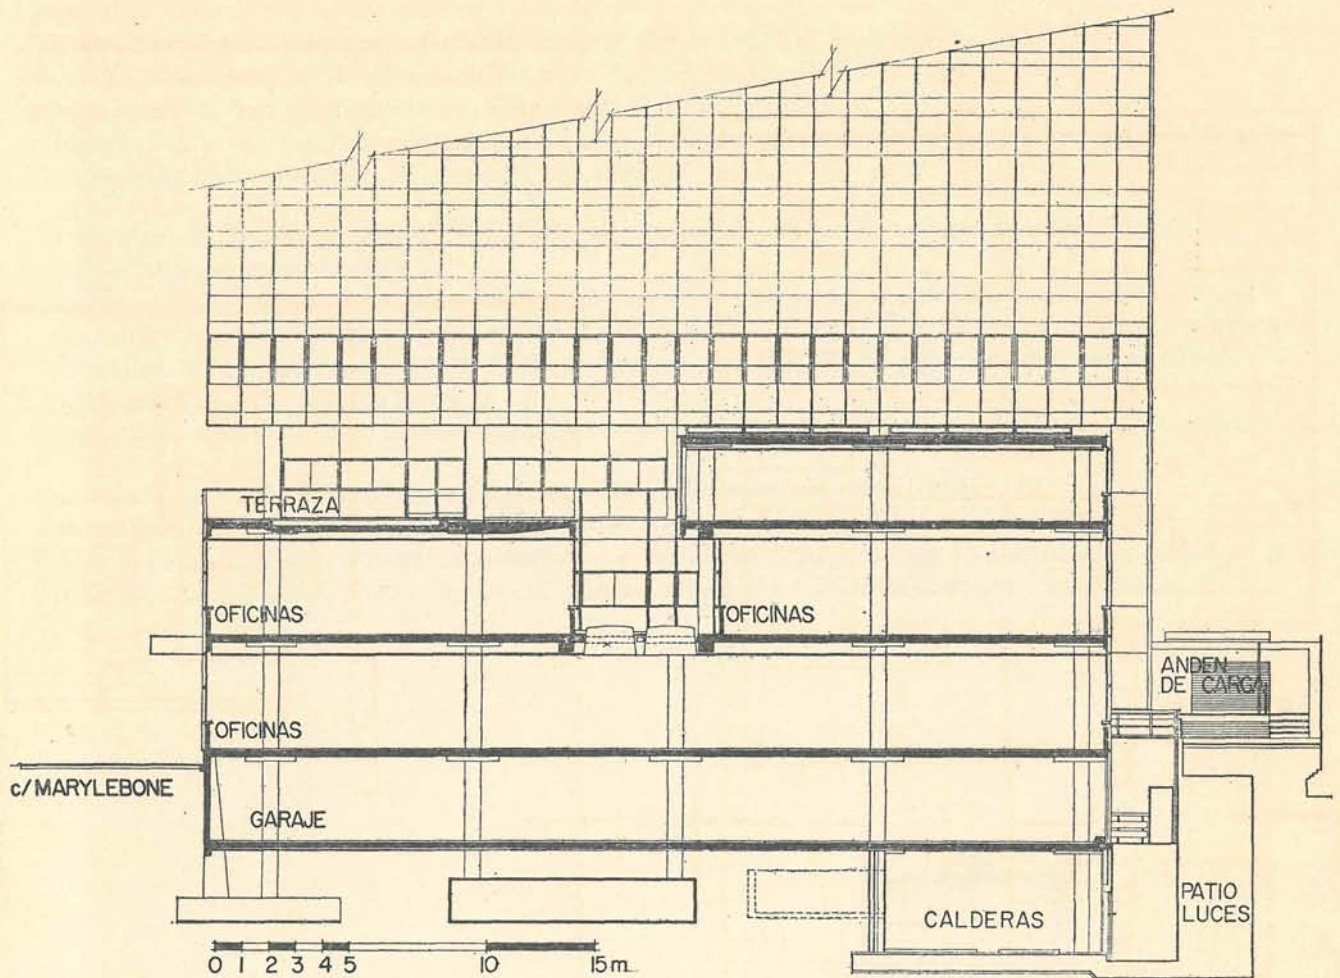 TERRAZA
OFICINAS
OFICINAS
ANDEN
DE CARGA
OFICINAS
c/ MARYLEBONE
GARAJE
CALDERAS
PATIO
LUCES
0 1 2 3 4 5 10 15 m